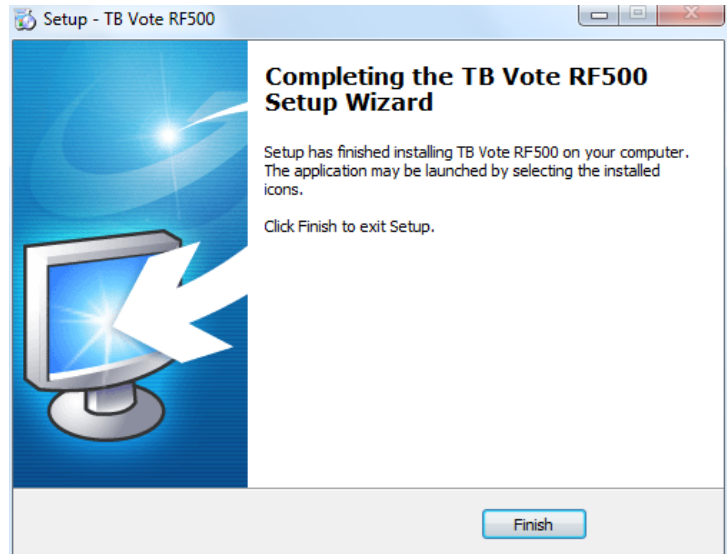 Setup - TB Vote RF500
Completing the TB Vote RF500
Setup Wizard
Setup has finished installing TB Vote RF500 on your computer.
The application may be launched by selecting the installed
icons.
Click Finish to exit Setup.
Finish